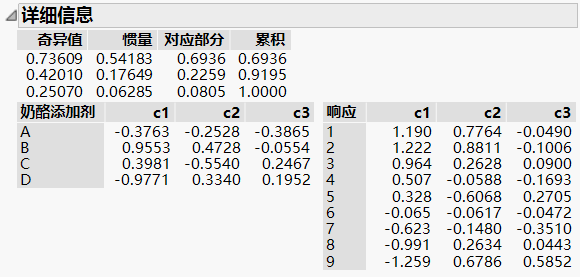 详细信息
奇异值 惯量 对应部分 累积
0.73609 0.54183 0.6936 0.6936
0.42010 0.17649 0.2259 0.9195
0.25070 0.06285 0.0805 1.0000
奶酪添加剂 c1 c2 c3
A -0.3763 -0.2528 -0.3865
B 0.9553 0.4728 -0.0554
C 0.3981 -0.5540 0.2467
D -0.9771 0.3340 0.1952
响应 c1 c2 c3
1 1.190 0.7764 -0.0490
2 1.222 0.8811 -0.1006
3 0.964 0.2628 0.0900
4 0.507 -0.0588 -0.1693
5 0.328 -0.6068 0.2705
6 -0.065 -0.0617 -0.0472
7 -0.623 -0.1480 -0.3510
8 -0.991 0.2634 0.0443
9 -1.259 0.6786 0.5852